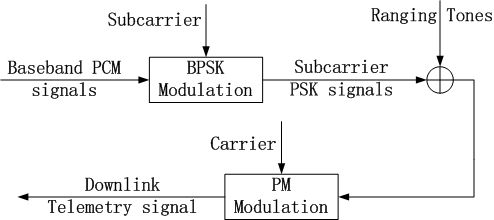 Subcarrier
Ranging Tones
Baseband PCM
signals
BPSK
Modulation
Subcarrier
PSK signals
Carrier
Downlink
Telemetry signal
PM
Modulation